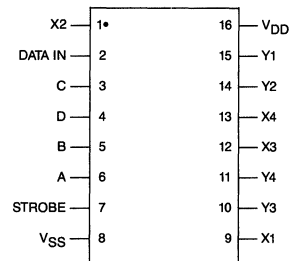 X2 1 16 VDD
DATA IN 2 15 Y1
C 3 14 Y2
D 4 13 X4
B 5 12 X3
A 6 11 Y4
STROBE 7 10 Y3
VSS 8 9 X1